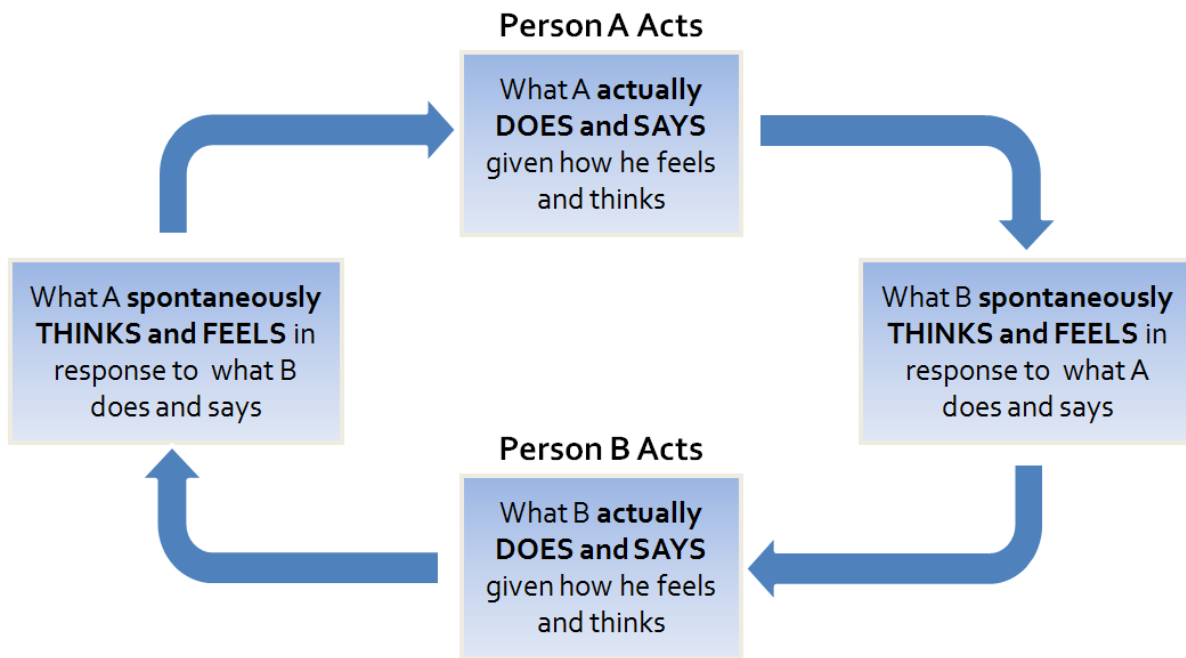 Person A Acts
What A actually
DOES and SAYS
given how he feels
and thinks
What A spontaneously
THINKS and FEELS in
response to what B
does and says
What B spontaneously
THINKS and FEELS in
response to what A
does and says
Person B Acts
What B actually
DOES and SAYS
given how he feels
and thinks